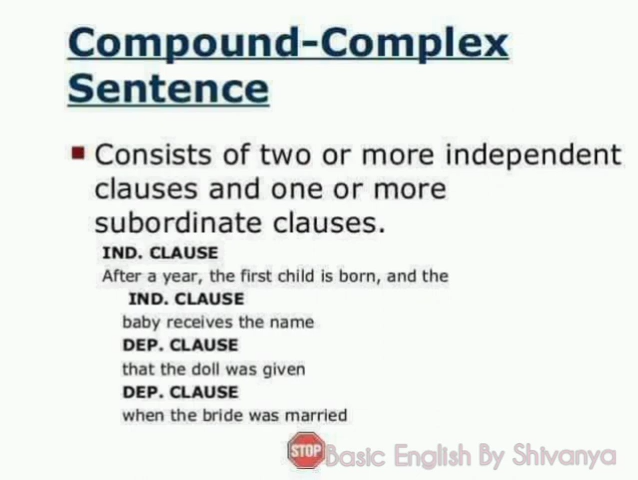 Compound-Complex
Sentence
Consists of two or more independent
clauses and one or more
subordinate clauses.
IND. CLAUSE
After a year, the first child is born, and the
IND. CLAUSE
baby receives the name
DEP. CLAUSE
that the doll was given
DEP. CLAUSE
when the bride was married
STOP Basic English By Shivanya